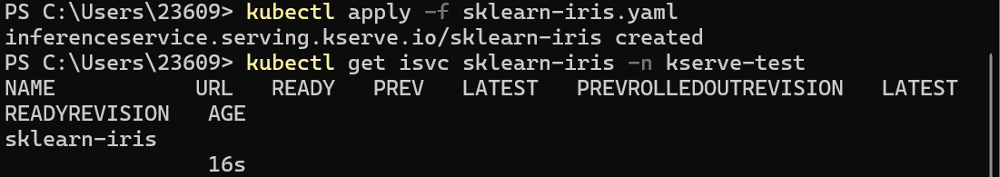 PS C:\Users\23609> kubectl apply -f sklearn-iris.yaml
inferenceservice.serving.kserve.io/sklearn-iris created
PS C:\Users\23609> kubectl get isvc sklearn-iris -n kserve-test
NAME           URL   READY   PREV   LATEST   PREVROLLEDOUTREVISION   LATEST
READYREVISION   AGE
sklearn-iris
                16s